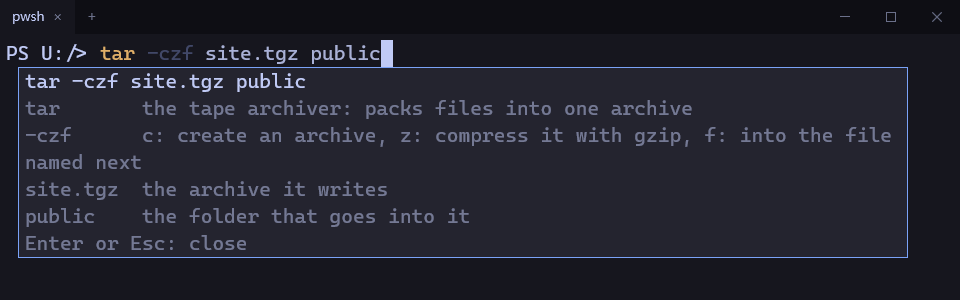 pwsh × +
PS U:/> tar -czf site.tgz public
tar -czf site.tgz public
tar       the tape archiver: packs files into one archive
-czf      c: create an archive, z: compress it with gzip, f: into the file
named next
site.tgz  the archive it writes
public    the folder that goes into it
Enter or Esc: close